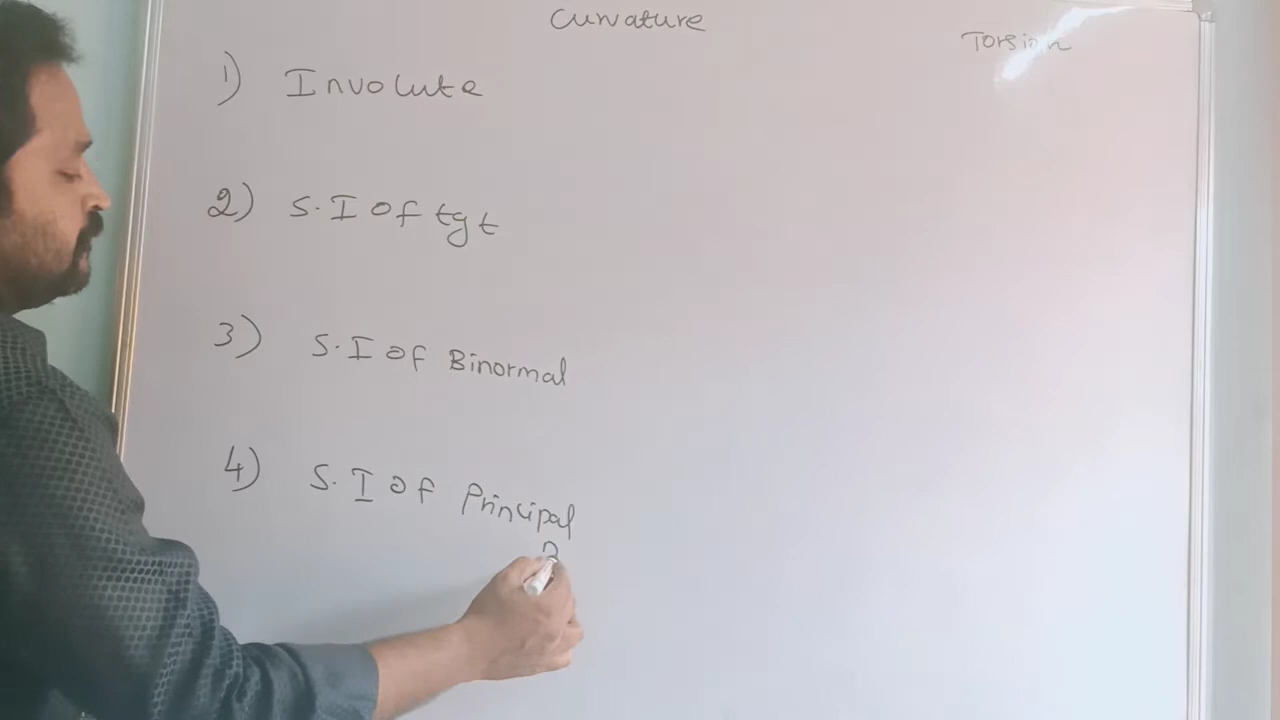 Curvature
Torsion
1) Involute
2) S.I of tgt
3) S.I of Binormal
4) S.I of Principal
n